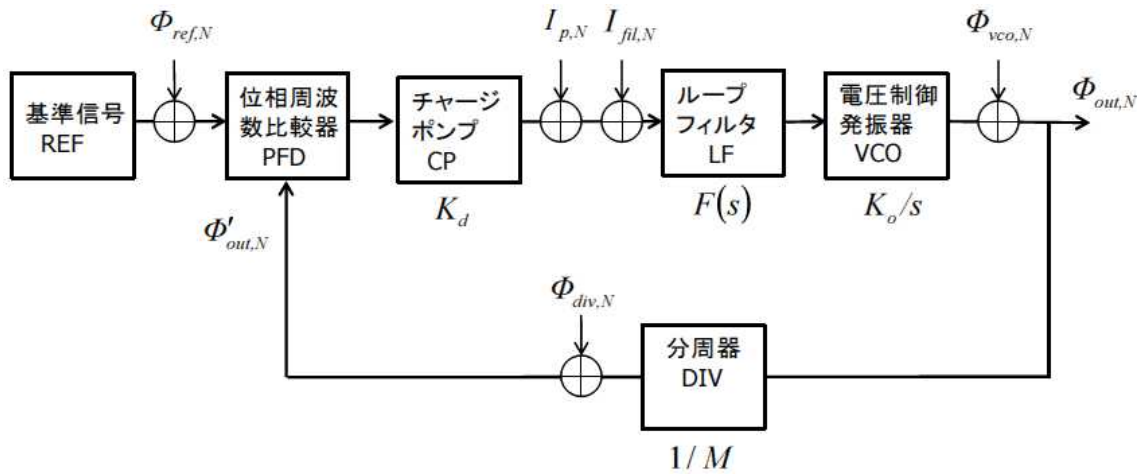 Φref,N
Ip,N
Ifil,N
Φvco,N
基準信号
REF
位相周波
数比較器
PFD
チャージ
ポンプ
CP
ループ
フィルタ
LF
電圧制御
発振器
VCO
Φout,N
Kd
F(s)
Ko/s
Φ′out,N
Φdiv,N
分周器
DIV
1/M